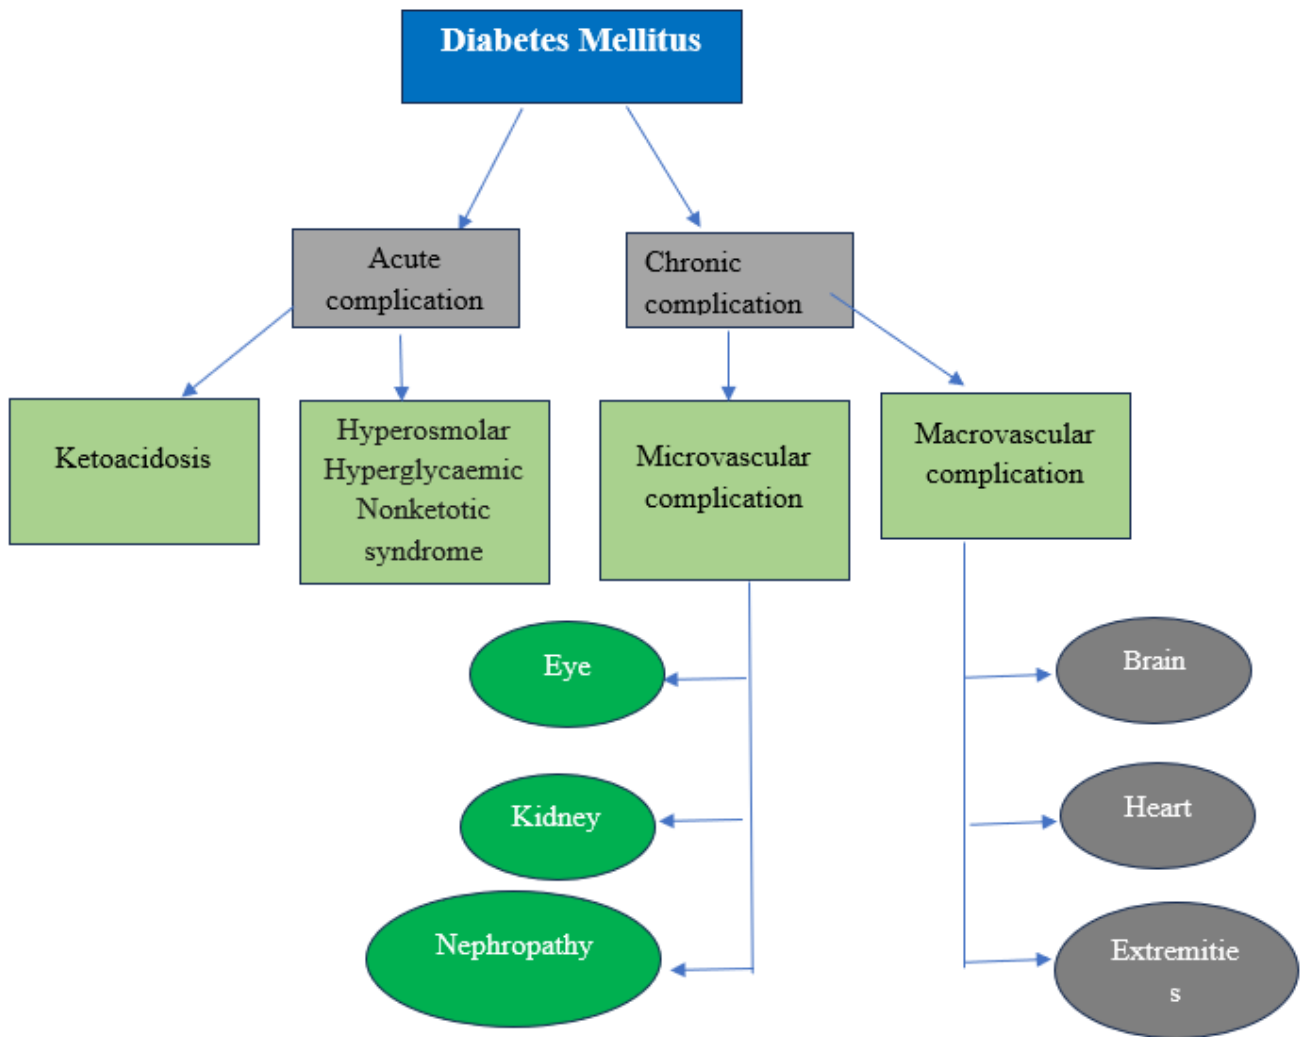 Diabetes Mellitus
Acute
complication
Chronic
complication
Ketoacidosis
Hyperosmolar
Hyperglycaemic
Nonketotic
syndrome
Microvascular
complication
Macrovascular
complication
Eye
Kidney
Nephropathy
Brain
Heart
Extremitie
s